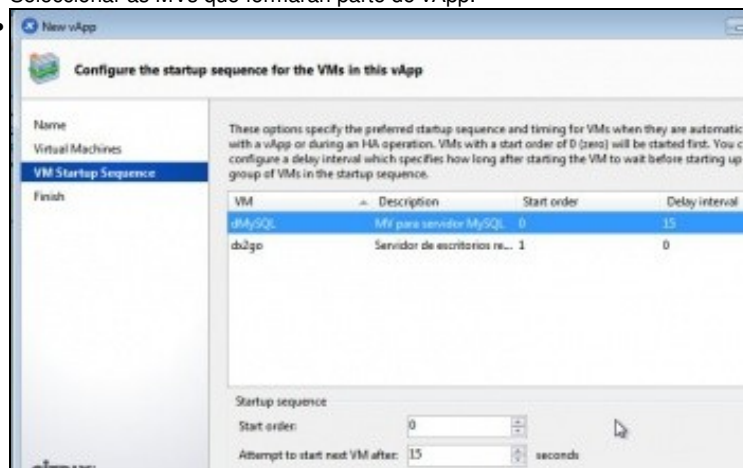 Seleccionar as MVs que formarán parte do vApp.
New vApp
Configure the startup sequence for the VMs in this vApp
Name
Virtual Machines
VM Startup Sequence
Finish
These options specify the preferred startup sequence and timing for VMs when they are
with a vApp or during an HA operation. VMs with a start order of 0 (zero) will be started first. You
configure a delay interval which specifies how long after starting the VM to wait before starting up
group of VMs in the startup sequence.
VM Description Start order Delay interval
dMySQL MV para servidor MySQL 0 15
dx2go Servidor de escritorios re... 1 0
Startup sequence
Start order: 0
Attempt to start next VM after: 15 seconds